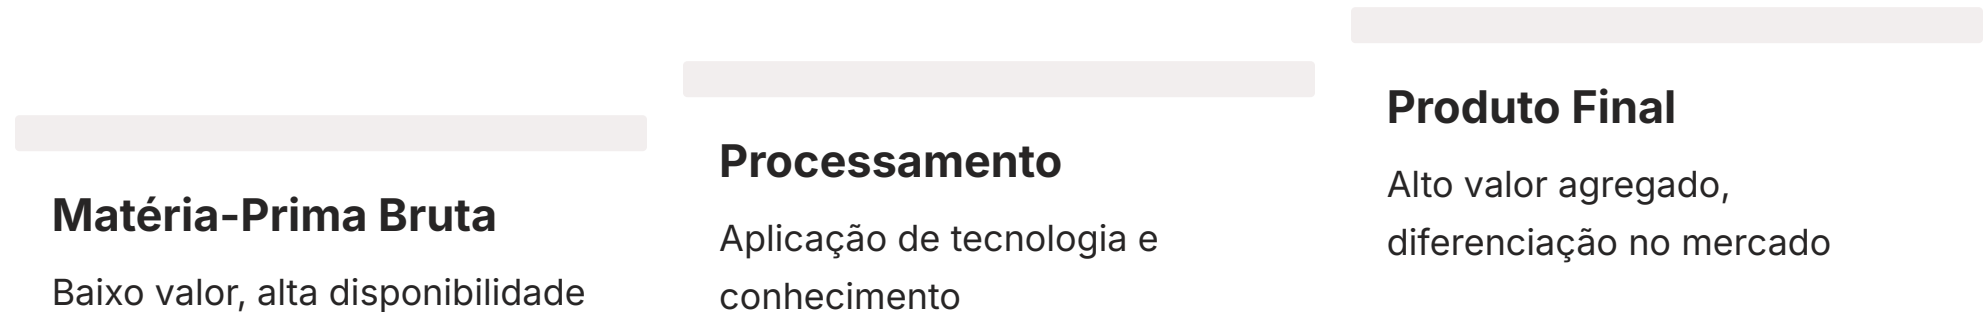 Matéria-Prima Bruta
Baixo valor, alta disponibilidade
Processamento
Aplicação de tecnologia e
conhecimento
Produto Final
Alto valor agregado,
diferenciação no mercado